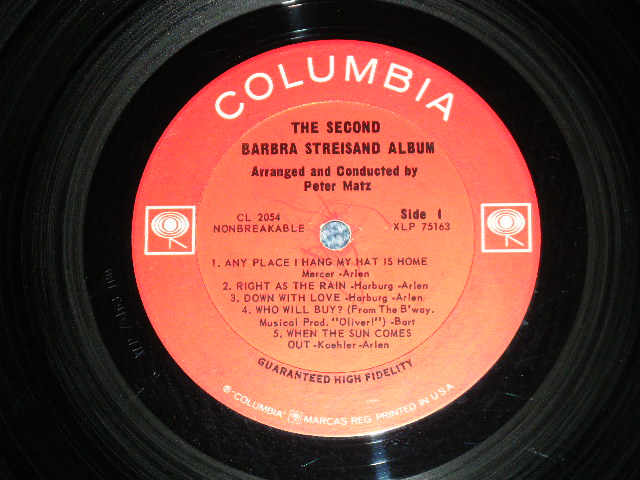 COLUMBIA
THE SECOND
BARBRA STREISAND ALBUM
Arranged and Conducted by
Peter Matz
CL 2054
NONBREAKABLE
Side 1
XLP 75163
1. ANY PLACE I HANG MY HAT IS HOME
Mercer -Arlen
2. RIGHT AS THE RAIN -Harburg -Arlen
3. DOWN WITH LOVE -Harburg -Arlen
4. WHO WILL BUY? (From The B'way.
Musical Prod. "Oliver!") -Bart
5. WHEN THE SUN COMES
OUT -Koehler -Arlen
GUARANTEED HIGH FIDELITY
® "COLUMBIA" MARCAS REG. PRINTED IN U.S.A.